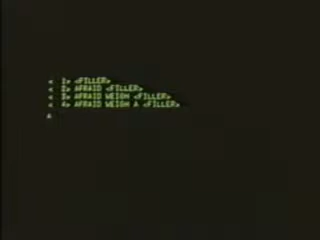 < 1> <FILLER>
< 2> AFRAID <FILLER>
< 3> AFRAID WEIGH <FILLER>
< 4> AFRAID WEIGH A <FILLER>